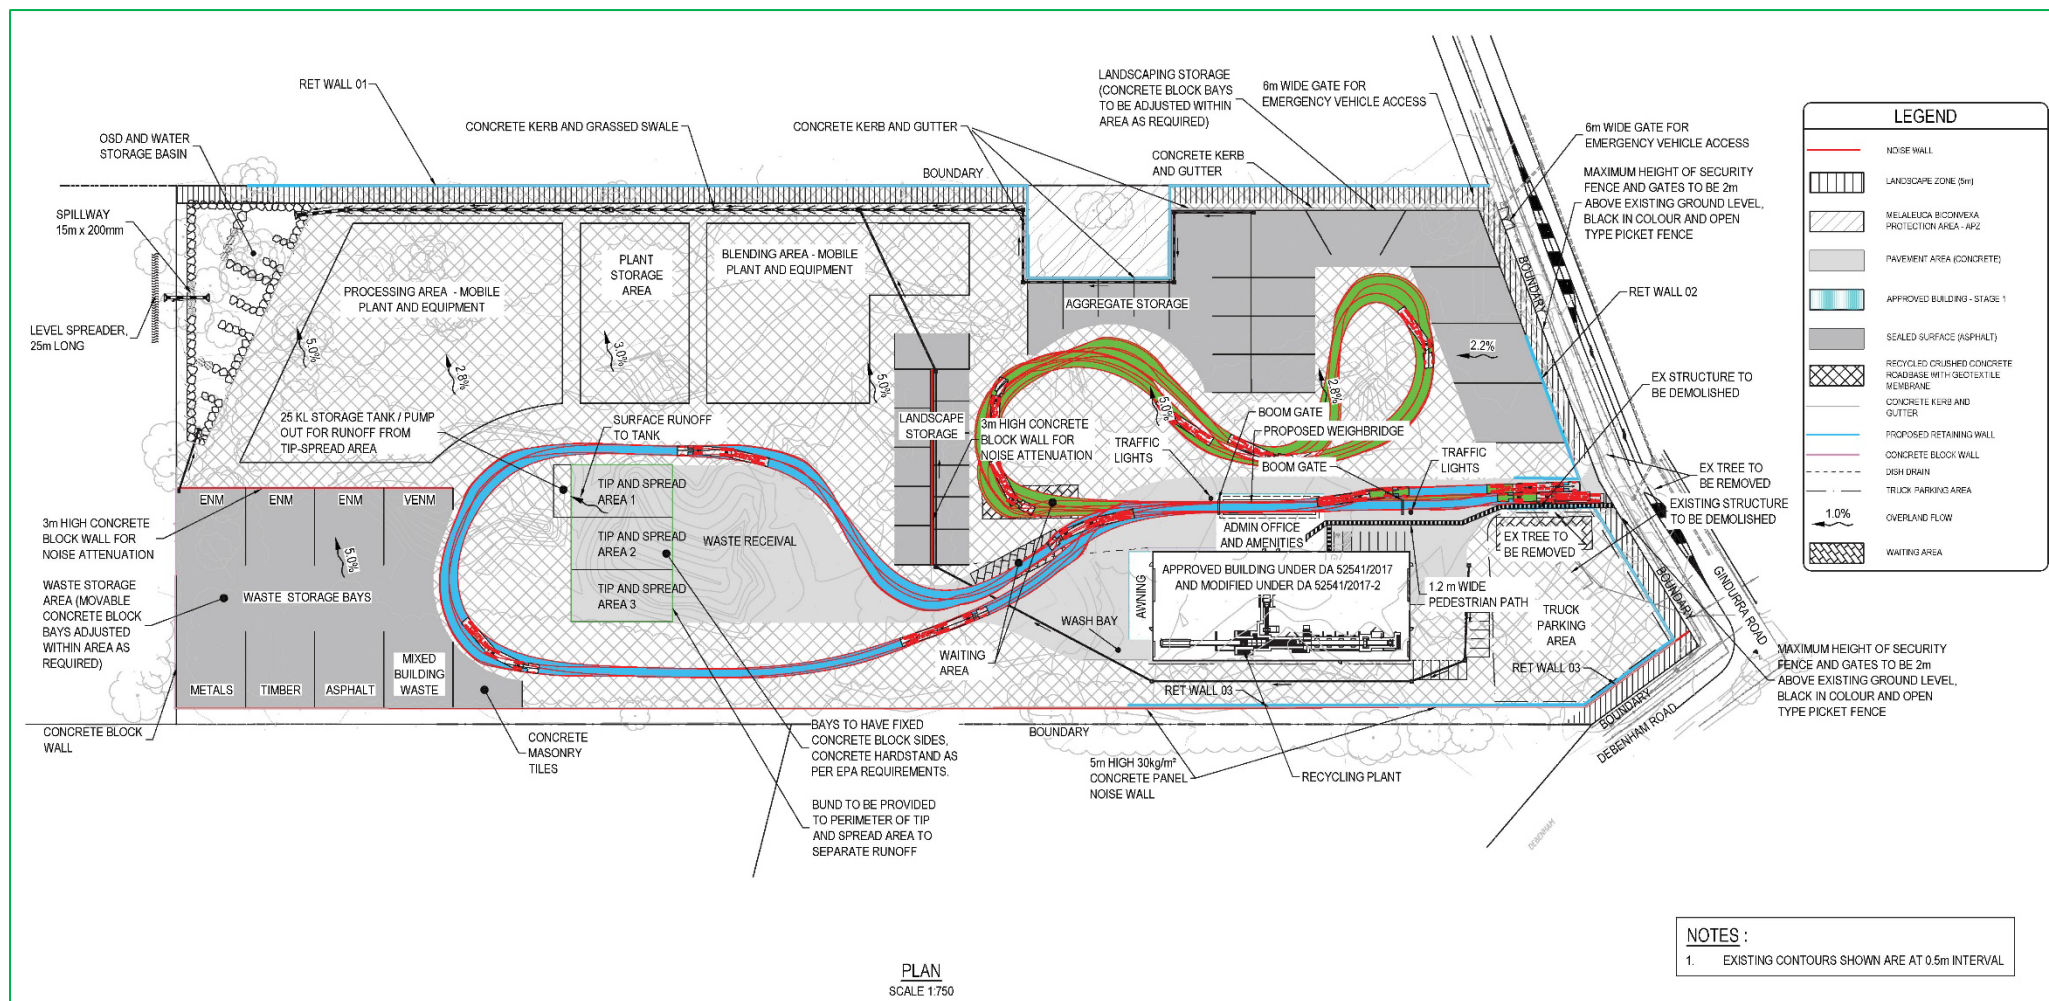 RET WALL 01
OSD AND WATER
STORAGE BASIN
CONCRETE KERB AND GRASSED SWALE
CONCRETE KERB AND GUTTER
LANDSCAPING STORAGE
(CONCRETE BLOCK BAYS
TO BE ADJUSTED WITHIN
AREA AS REQUIRED)
6m WIDE GATE FOR
EMERGENCY VEHICLE ACCESS
6m WIDE GATE FOR
EMERGENCY VEHICLE ACCESS
CONCRETE KERB
AND GUTTER
BOUNDARY
MAXIMUM HEIGHT OF SECURITY
FENCE AND GATES TO BE 2m
ABOVE EXISTING GROUND LEVEL,
BLACK IN COLOUR AND OPEN
TYPE PICKET FENCE
SPILLWAY
15m x 200mm
LEVEL SPREADER,
25m LONG
PROCESSING AREA - MOBILE
PLANT AND EQUIPMENT
PLANT
STORAGE
AREA
BLENDING AREA - MOBILE
PLANT AND EQUIPMENT
AGGREGATE STORAGE
BOUNDARY
RET WALL 02
5.0%
2.8%
3.0%
5.0%
5.0%
2.8%
2.2%
EX STRUCTURE TO
BE DEMOLISHED
25 KL STORAGE TANK / PUMP
OUT FOR RUNOFF FROM
TIP-SPREAD AREA
SURFACE RUNOFF
TO TANK
LANDSCAPE
STORAGE
3m HIGH CONCRETE
BLOCK WALL FOR
NOISE ATTENUATION
TRAFFIC
LIGHTS
BOOM GATE
PROPOSED WEIGHBRIDGE
BOOM GATE
TRAFFIC
LIGHTS
EX TREE TO
BE REMOVED
EXISTING STRUCTURE
TO BE DEMOLISHED
ENM
ENM
ENM
VENM
TIP AND SPREAD
AREA 1
TIP AND SPREAD
AREA 2
TIP AND SPREAD
AREA 3
WASTE RECEIVAL
3m HIGH CONCRETE
BLOCK WALL FOR
NOISE ATTENUATION
5.0%
ADMIN OFFICE
AND AMENITIES
EX TREE TO
BE REMOVED
APPROVED BUILDING UNDER DA 52541/2017
AND MODIFIED UNDER DA 52541/2017-2
AWNING
1.2 m WIDE
PEDESTRIAN PATH
TRUCK
PARKING
AREA
BOUNDARY
GINDURRA ROAD
WASTE STORAGE
AREA (MOVABLE
CONCRETE BLOCK
BAYS ADJUSTED
WITHIN AREA AS
REQUIRED)
WASTE STORAGE BAYS
WASH BAY
WAITING
AREA
METALS
TIMBER
ASPHALT
MIXED
BUILDING
WASTE
RET WALL 03
RET WALL 03
BOUNDARY
DEBENHAM ROAD
MAXIMUM HEIGHT OF SECURITY
FENCE AND GATES TO BE 2m
ABOVE EXISTING GROUND LEVEL,
BLACK IN COLOUR AND OPEN
TYPE PICKET FENCE
CONCRETE BLOCK
WALL
CONCRETE
MASONRY
TILES
BAYS TO HAVE FIXED
CONCRETE BLOCK SIDES,
CONCRETE HARDSTAND AS
PER EPA REQUIREMENTS.
BUND TO BE PROVIDED
TO PERIMETER OF TIP
AND SPREAD AREA TO
SEPARATE RUNOFF
BOUNDARY
5m HIGH 30kg/m²
CONCRETE PANEL
NOISE WALL
RECYCLING PLANT
DEBENHAM
LEGEND
NOISE WALL
LANDSCAPE ZONE (5m)
MELALEUCA BICONVEXA
PROTECTION AREA - APZ
PAVEMENT AREA (CONCRETE)
APPROVED BUILDING - STAGE 1
SEALED SURFACE (ASPHALT)
RECYCLED CRUSHED CONCRETE
ROADBASE WITH GEOTEXTILE
MEMBRANE
CONCRETE KERB AND
GUTTER
PROPOSED RETAINING WALL
CONCRETE BLOCK WALL
DISH DRAIN
TRUCK PARKING AREA
1.0%
OVERLAND FLOW
WAITING AREA
NOTES :
1. EXISTING CONTOURS SHOWN ARE AT 0.5m INTERVAL
PLAN
SCALE 1:750